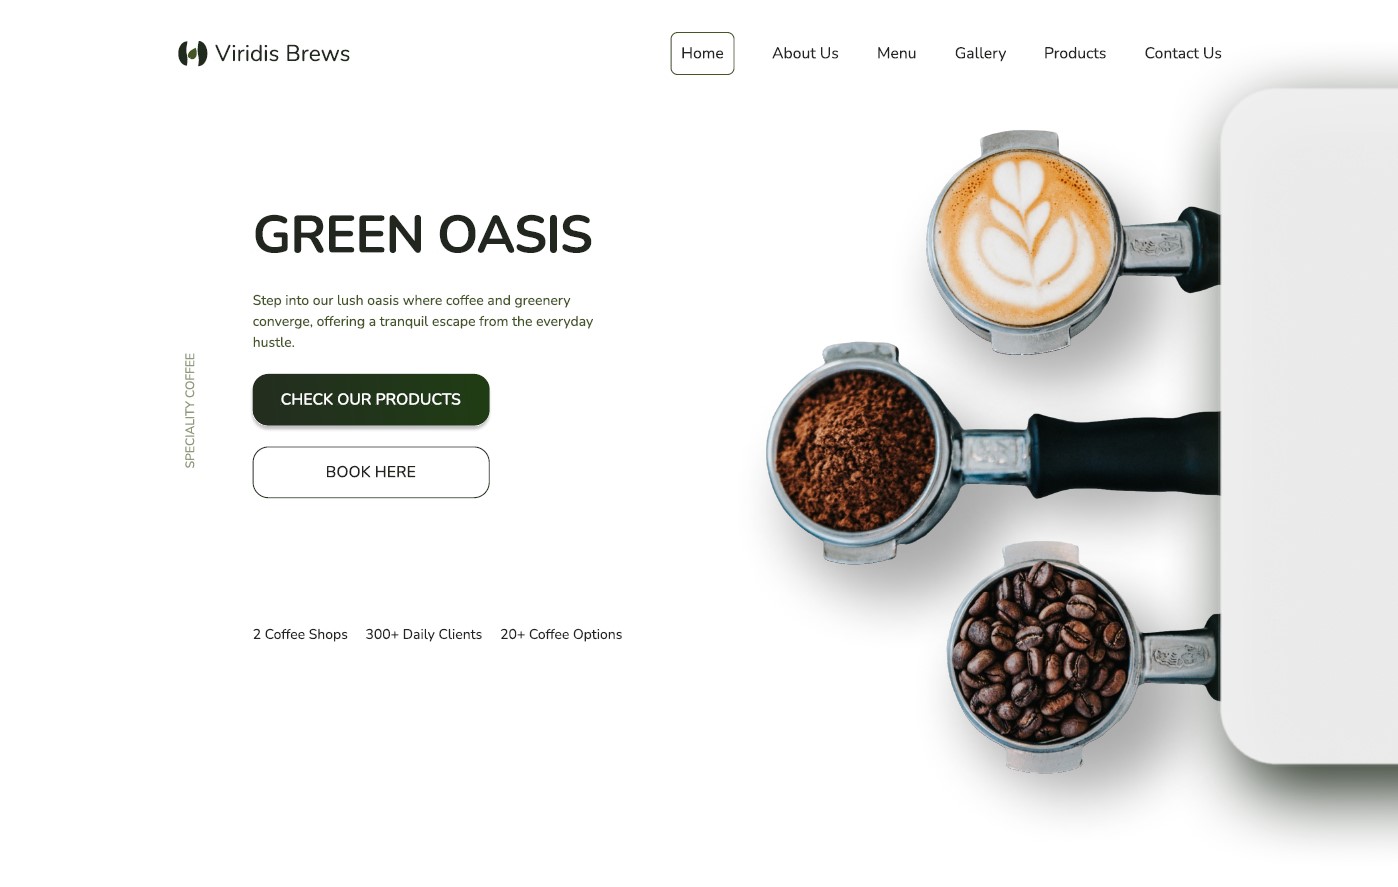 Viridis Brews
Home
About Us
Menu
Gallery
Products
Contact Us
GREEN OASIS
Step into our lush oasis where coffee and greenery
converge, offering a tranquil escape from the everyday
hustle.
SPECIALITY COFFEE
CHECK OUR PRODUCTS
BOOK HERE
2 Coffee Shops
300+ Daily Clients
20+ Coffee Options